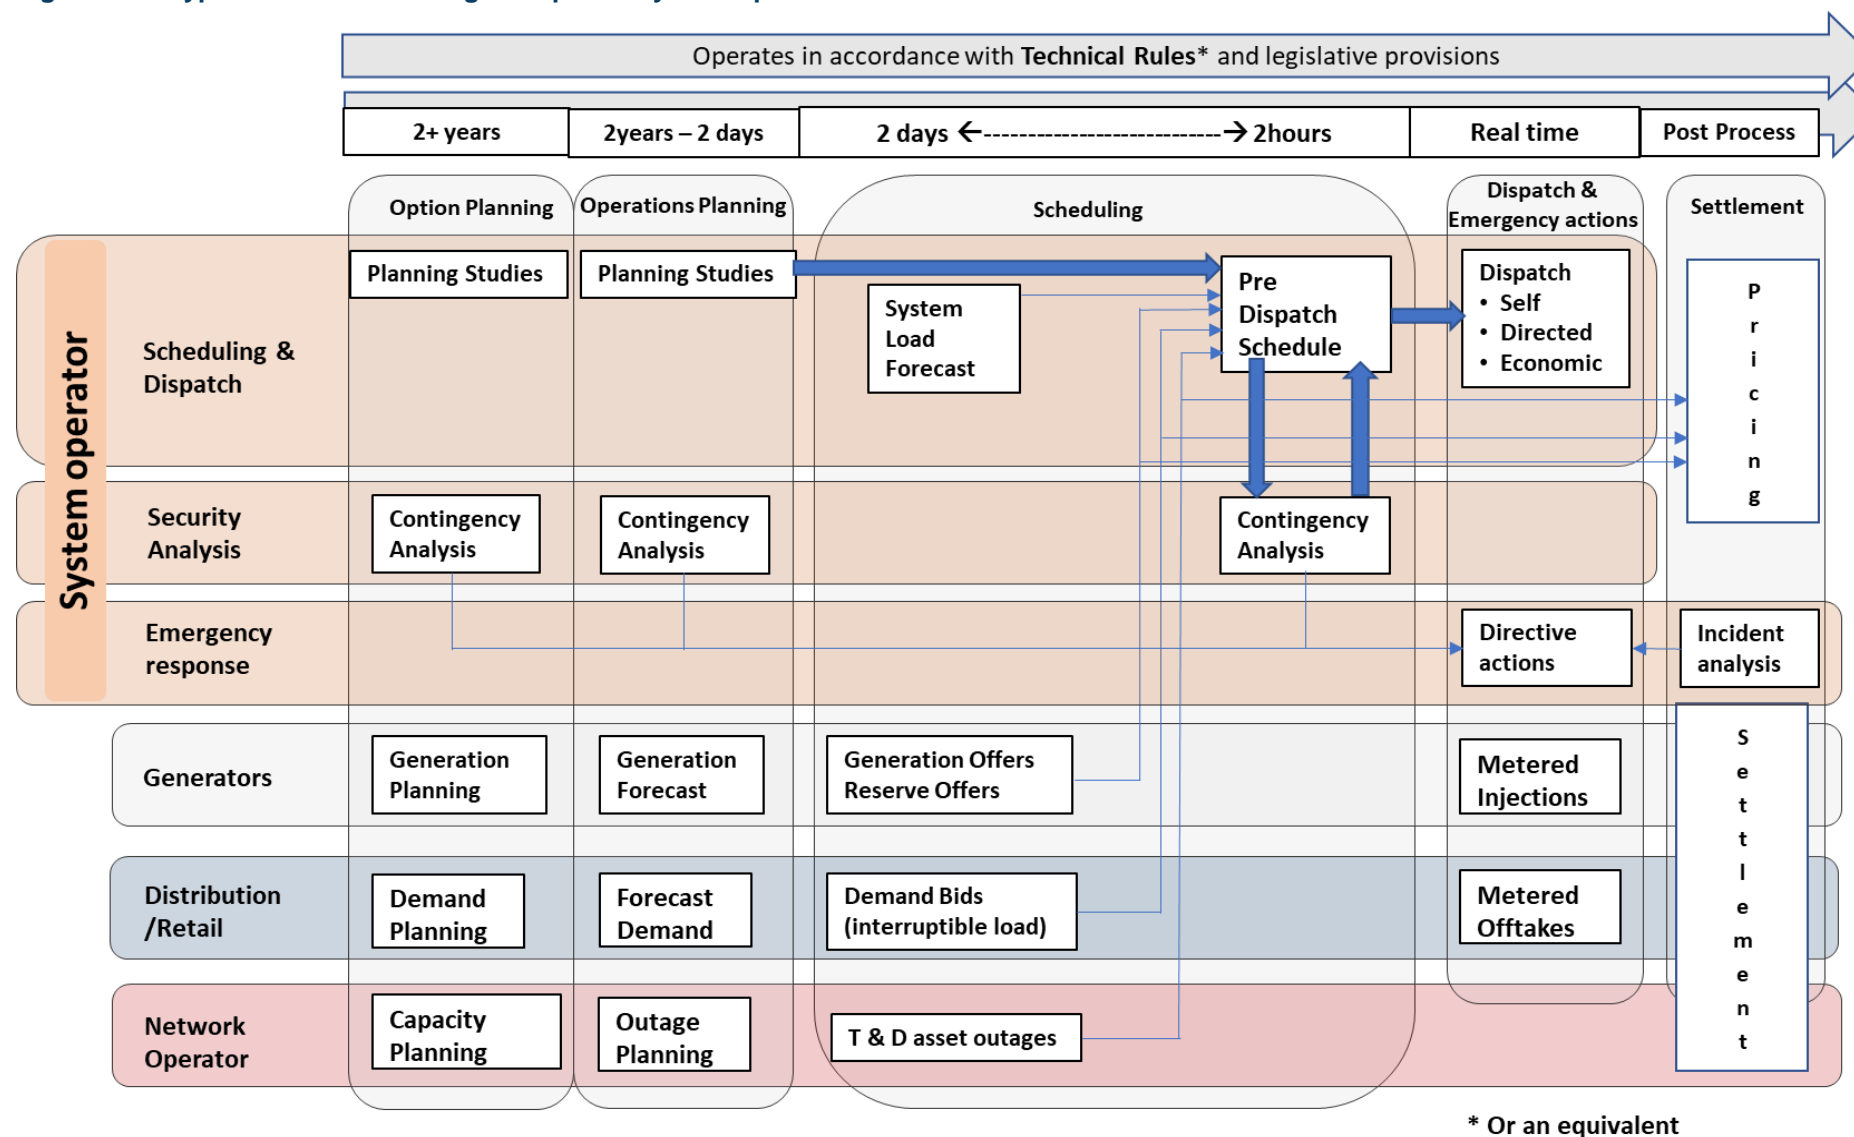 Operates in accordance with Technical Rules* and legislative provisions
2+ years
2years – 2 days
2 days ←---------------------------→ 2hours
Real time
Post Process
Option Planning
Operations Planning
Scheduling
Dispatch &
Emergency actions
Settlement
System operator
Scheduling &
Dispatch
Planning Studies
Planning Studies
System
Load
Forecast
Pre
Dispatch
Schedule
Dispatch
• Self
• Directed
• Economic
P
r
i
c
i
n
g
Security
Analysis
Contingency
Analysis
Contingency
Analysis
Contingency
Analysis
Emergency
response
Directive
actions
Incident
analysis
Generators
Generation
Planning
Generation
Forecast
Generation Offers
Reserve Offers
Metered
Injections
S
e
t
t
l
e
m
e
n
t
Distribution
/Retail
Demand
Planning
Forecast
Demand
Demand Bids
(interruptible load)
Metered
Offtakes
Network
Operator
Capacity
Planning
Outage
Planning
T & D asset outages
* Or an equivalent